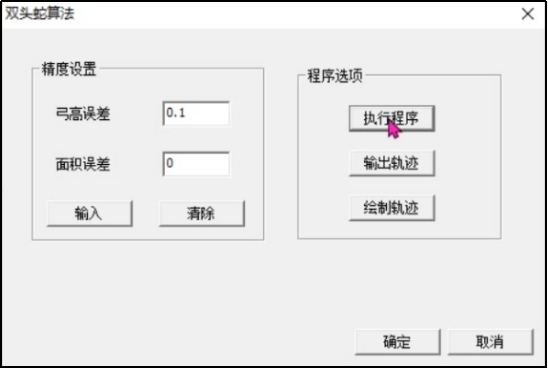 双头蛇算法
精度设置
弓高误差
0.1
面积误差
0
输入
清除
程序选项
执行程序
输出轨迹
绘制轨迹
确定
取消